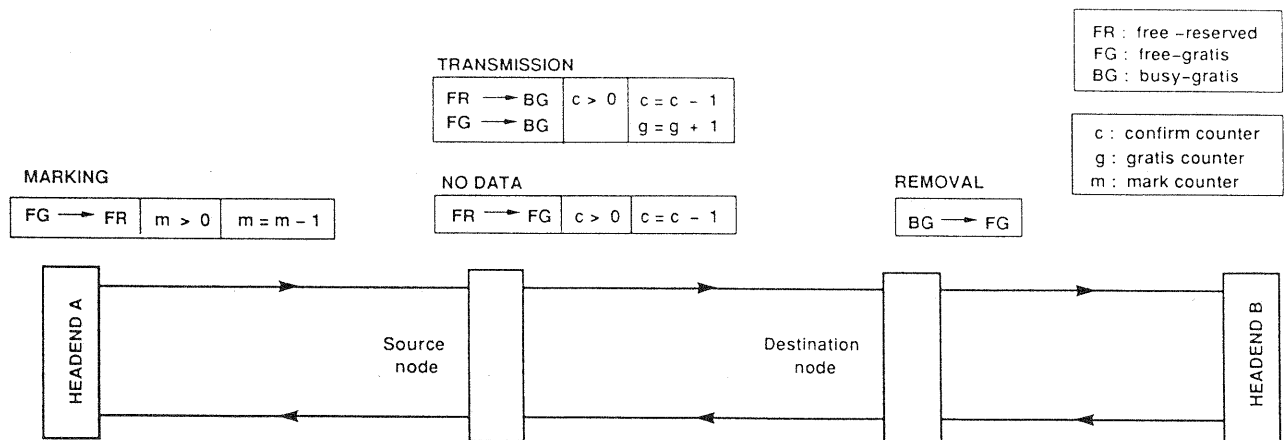 FR : free -reserved
FG : free-gratis
BG : busy-gratis
c : confirm counter
g : gratis counter
m : mark counter
TRANSMISSION
FR → BG c > 0 c = c - 1
FG → BG g = g + 1
MARKING
FG → FR m > 0 m = m - 1
NO DATA
FR → FG c > 0 c = c - 1
REMOVAL
BG → FG
HEADEND A
Source
node
Destination
node
HEADEND B